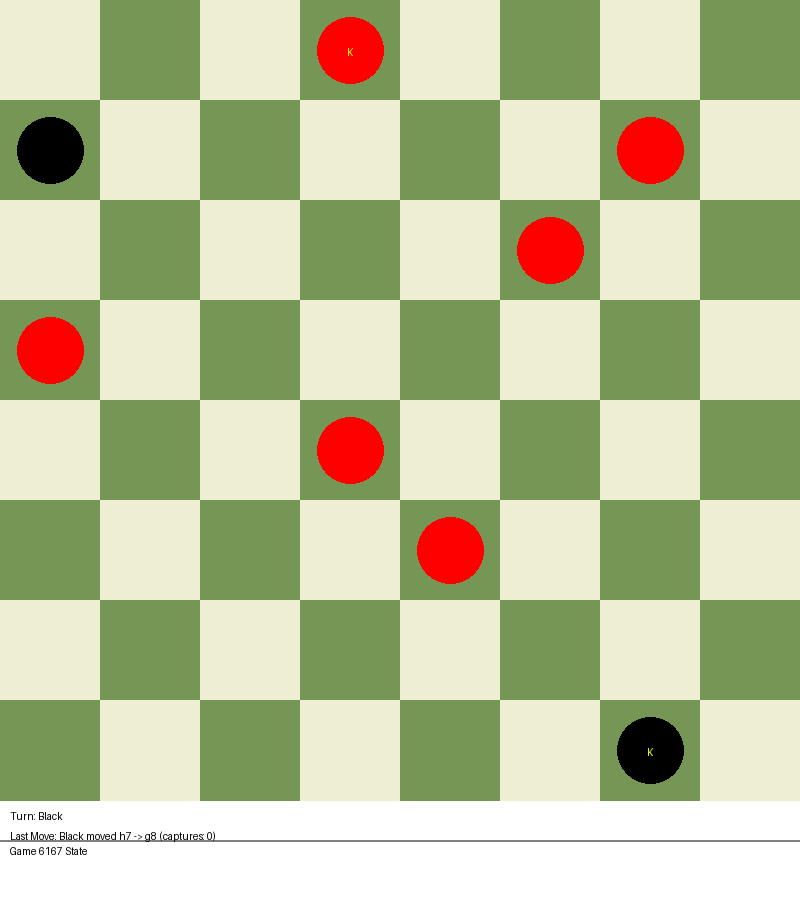 K
K
Turn: Black
Last Move: Black moved h7 -> g8 (captures: 0)
Game 6167 State